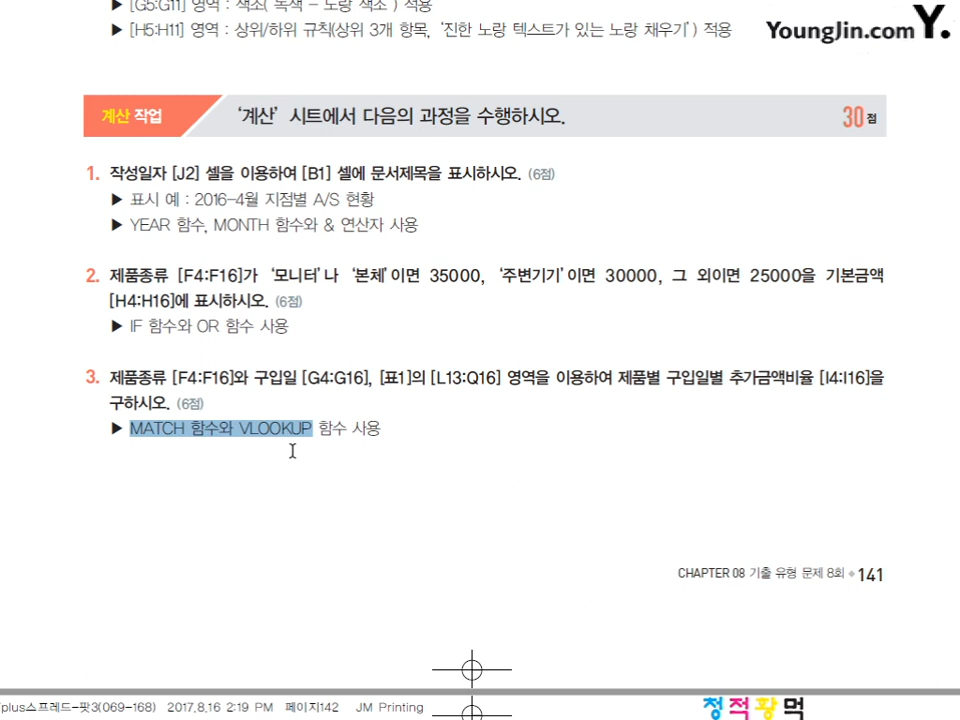 ▶ [G5:G11] 영역 : 색조( 녹색 - 노랑 색조 ) 적용
▶ [H5:H11] 영역 : 상위/하위 규칙(상위 3개 항목, ‘진한 노랑 텍스트가 있는 노랑 채우기’) 적용
YoungJin.com Y.
계산 작업 ‘계산’ 시트에서 다음의 과정을 수행하시오. 30점
1. 작성일자 [J2] 셀을 이용하여 [B1] 셀에 문서제목을 표시하시오. (6점)
▶ 표시 예 : 2016-4월 지점별 A/S 현황
▶ YEAR 함수, MONTH 함수와 & 연산자 사용
2. 제품종류 [F4:F16]가 ‘모니터’나 ‘본체’이면 35000, ‘주변기기’이면 30000, 그 외이면 25000을 기본금액
[H4:H16]에 표시하시오. (6점)
▶ IF 함수와 OR 함수 사용
3. 제품종류 [F4:F16]와 구입일 [G4:G16], [표1]의 [L13:Q16] 영역을 이용하여 제품별 구입일별 추가금액비율 [I4:I16]을
구하시오. (6점)
▶ MATCH 함수와 VLOOKUP 함수 사용
CHAPTER 08 기출 유형 문제 8회 ◆ 141
plus스프레드-팟3(069-168) 2017,8,16 2:19 PM 페이지142 JM Printing
청적황먹